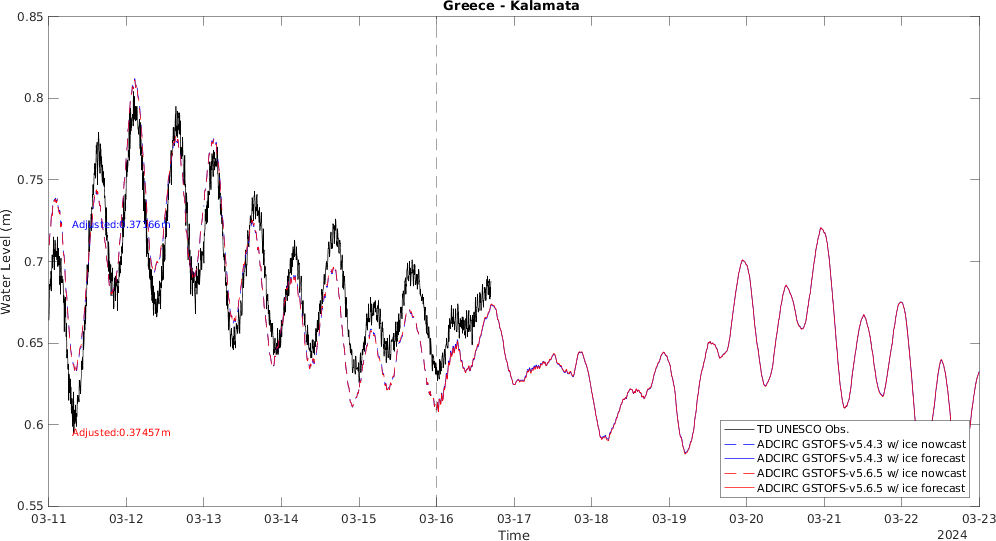 Greece - Kalamata
0.85
0.8
0.75
0.7
0.65
0.6
0.55
Water Level (m)
Adjusted:0.37366m
Adjusted:0.37457m
TD UNESCO Obs.
ADCIRC GSTOFS-v5.4.3 w/ ice nowcast
ADCIRC GSTOFS-v5.4.3 w/ ice forecast
ADCIRC GSTOFS-v5.6.5 w/ ice nowcast
ADCIRC GSTOFS-v5.6.5 w/ ice forecast
03-11 03-12 03-13 03-14 03-15 03-16 03-17 03-18 03-19 03-20 03-21 03-22 03-23
Time
2024